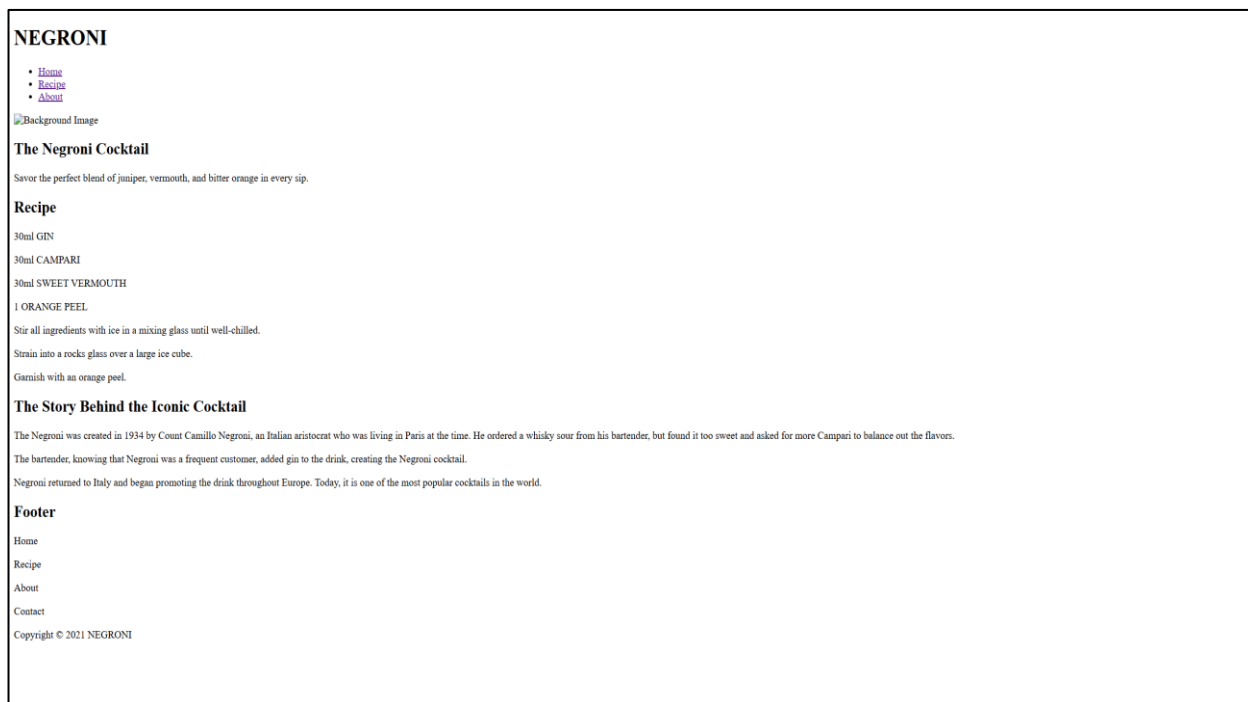 NEGRONI
Home
Recipe
About
Background Image
The Negroni Cocktail
Savor the perfect blend of juniper, vermouth, and bitter orange in every sip.
Recipe
30ml GIN
30ml CAMPARI
30ml SWEET VERMOUTH
1 ORANGE PEEL
Stir all ingredients with ice in a mixing glass until well-chilled.
Strain into a rocks glass over a large ice cube.
Garnish with an orange peel.
The Story Behind the Iconic Cocktail
The Negroni was created in 1934 by Count Camillo Negroni, an Italian aristocrat who was living in Paris at the time. He ordered a whisky sour from his bartender, but found it too sweet and asked for more Campari to balance out the flavors.
The bartender, knowing that Negroni was a frequent customer, added gin to the drink, creating the Negroni cocktail.
Negroni returned to Italy and began promoting the drink throughout Europe. Today, it is one of the most popular cocktails in the world.
Footer
Home
Recipe
About
Contact
Copyright © 2021 NEGRONI